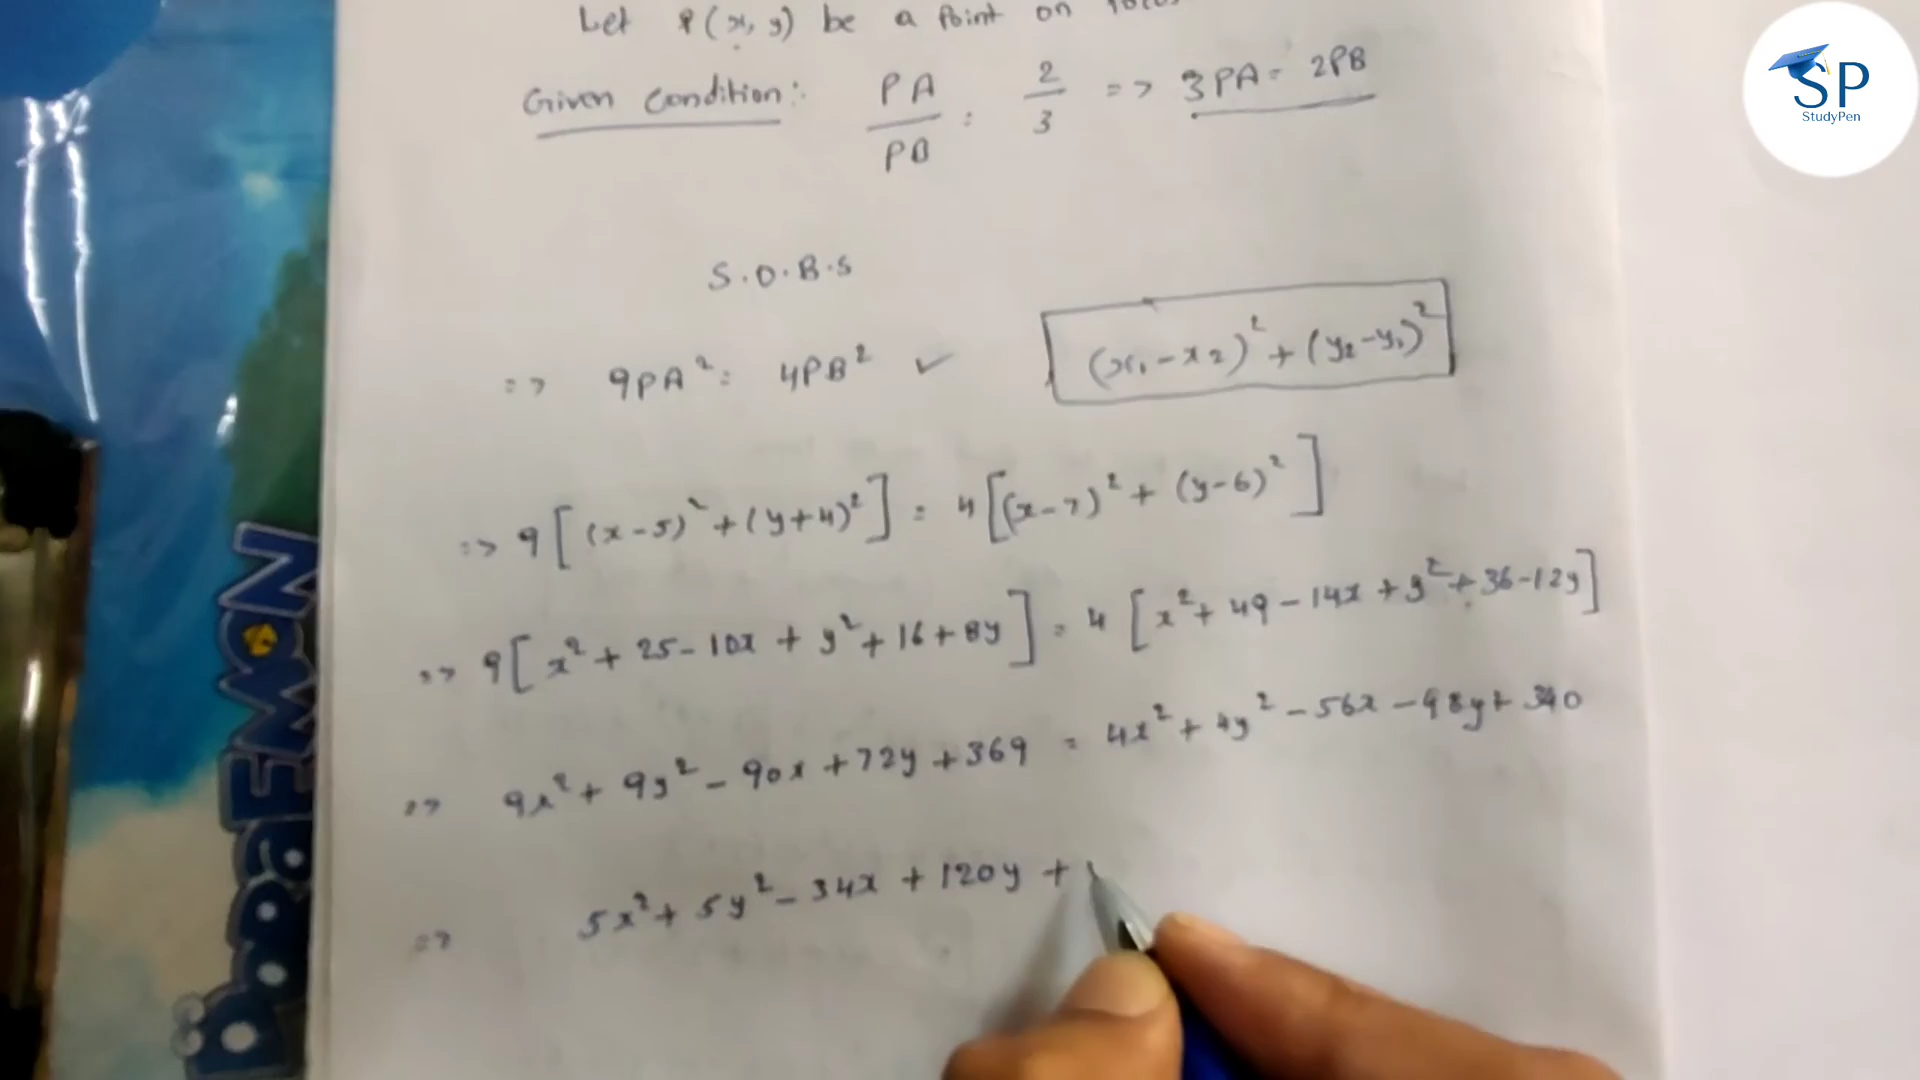 Let P(x, y) be a point on
Given Condition: PA/PB = 2/3 => 3PA = 2PB
SP
StudyPen
S.O.B.S
=> 9PA² = 4PB² ✓ (x₁-x₂)² + (y₂-y₁)²
=> 9[(x-5)² + (y+4)²] = 4[(x-7)² + (y-6)²]
=> 9[x² + 25 - 10x + y² + 16 + 8y] = 4[x² + 49 - 14x + y² + 36 - 12y]
=> 9x² + 9y² - 90x + 72y + 369 = 4x² + 4y² - 56x - 48y + 340
=> 5x² + 5y² - 34x + 120y +
DORAEMON